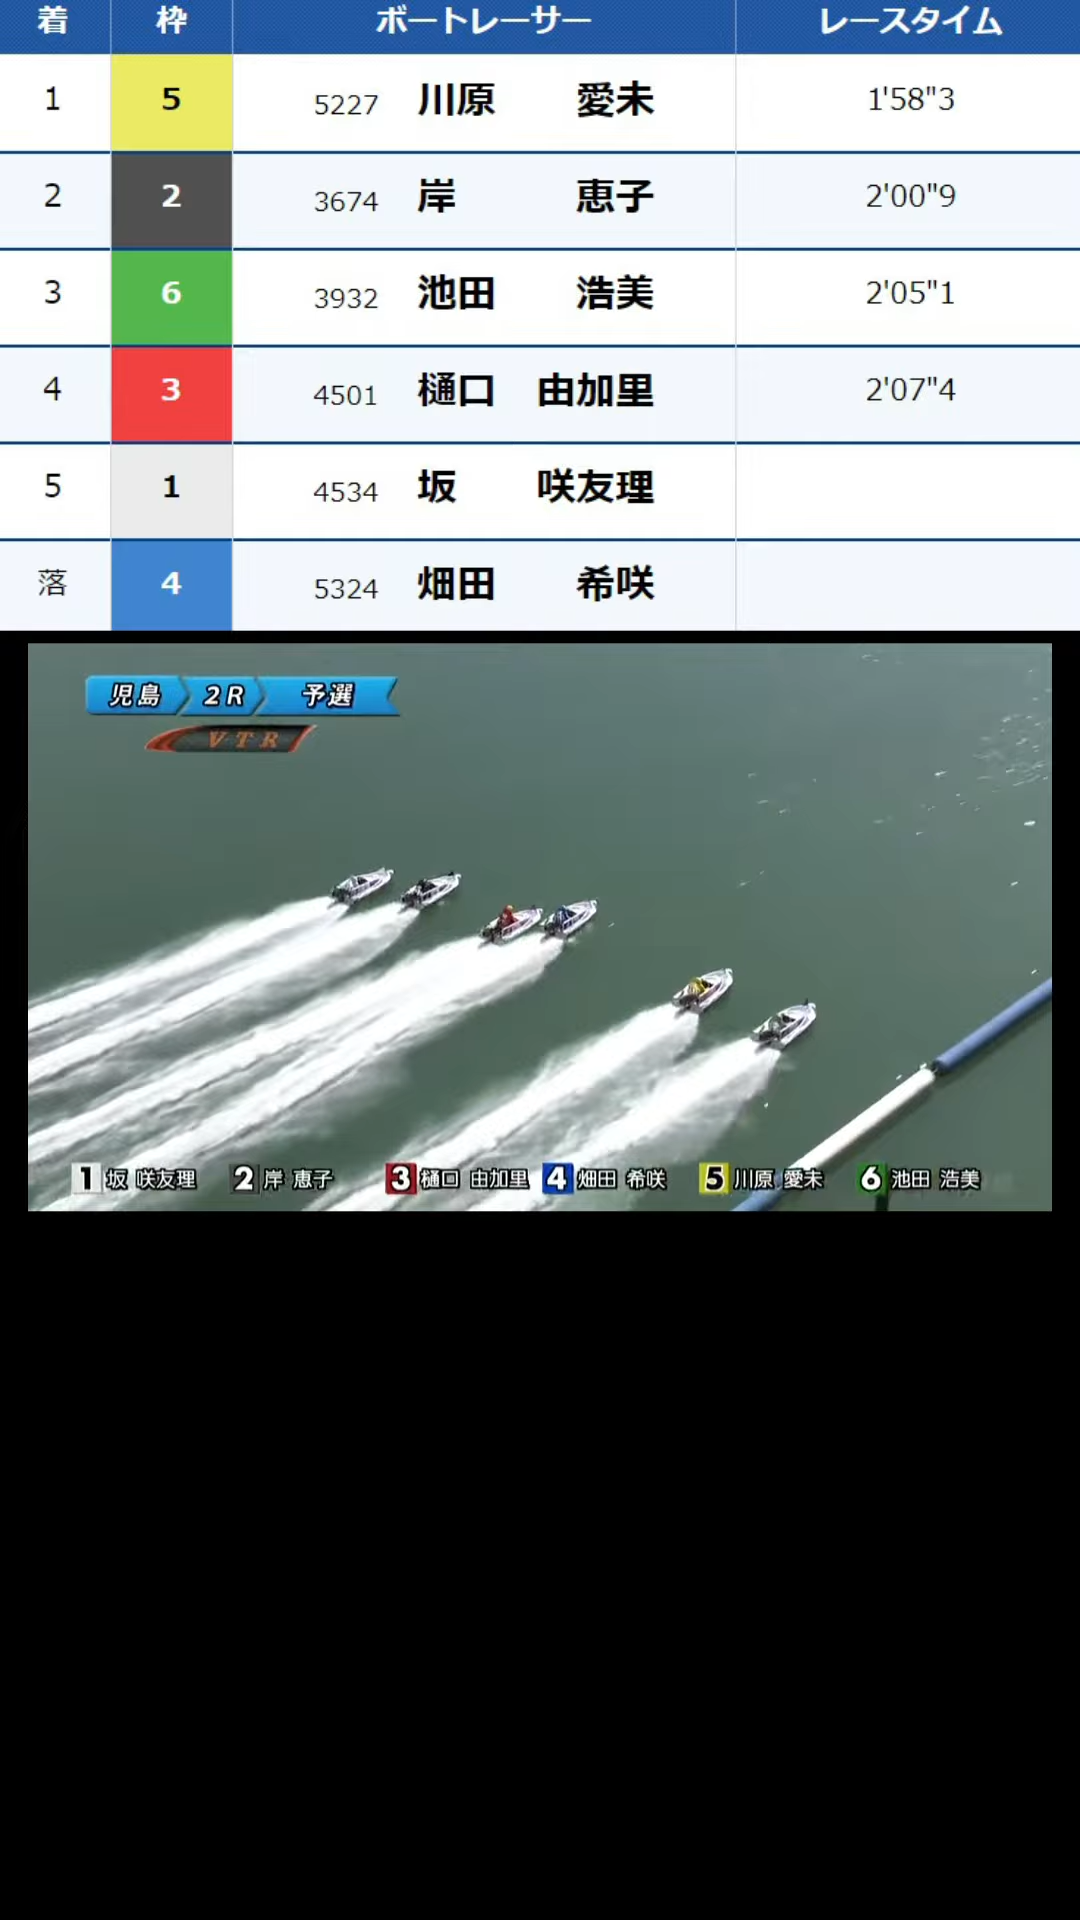 着 枠 ボートレーサー レースタイム
1 5 5227 川原 愛未 1'58"3
2 2 3674 岸 恵子 2'00"9
3 6 3932 池田 浩美 2'05"1
4 3 4501 樋口 由加里 2'07"4
5 1 4534 坂 咲友理
落 4 5324 畑田 希咲
児島 2R 予選
VTR
1 坂 咲友理 2 岸 恵子 3 樋口 由加里 4 畑田 希咲 5 川原 愛未 6 池田 浩美